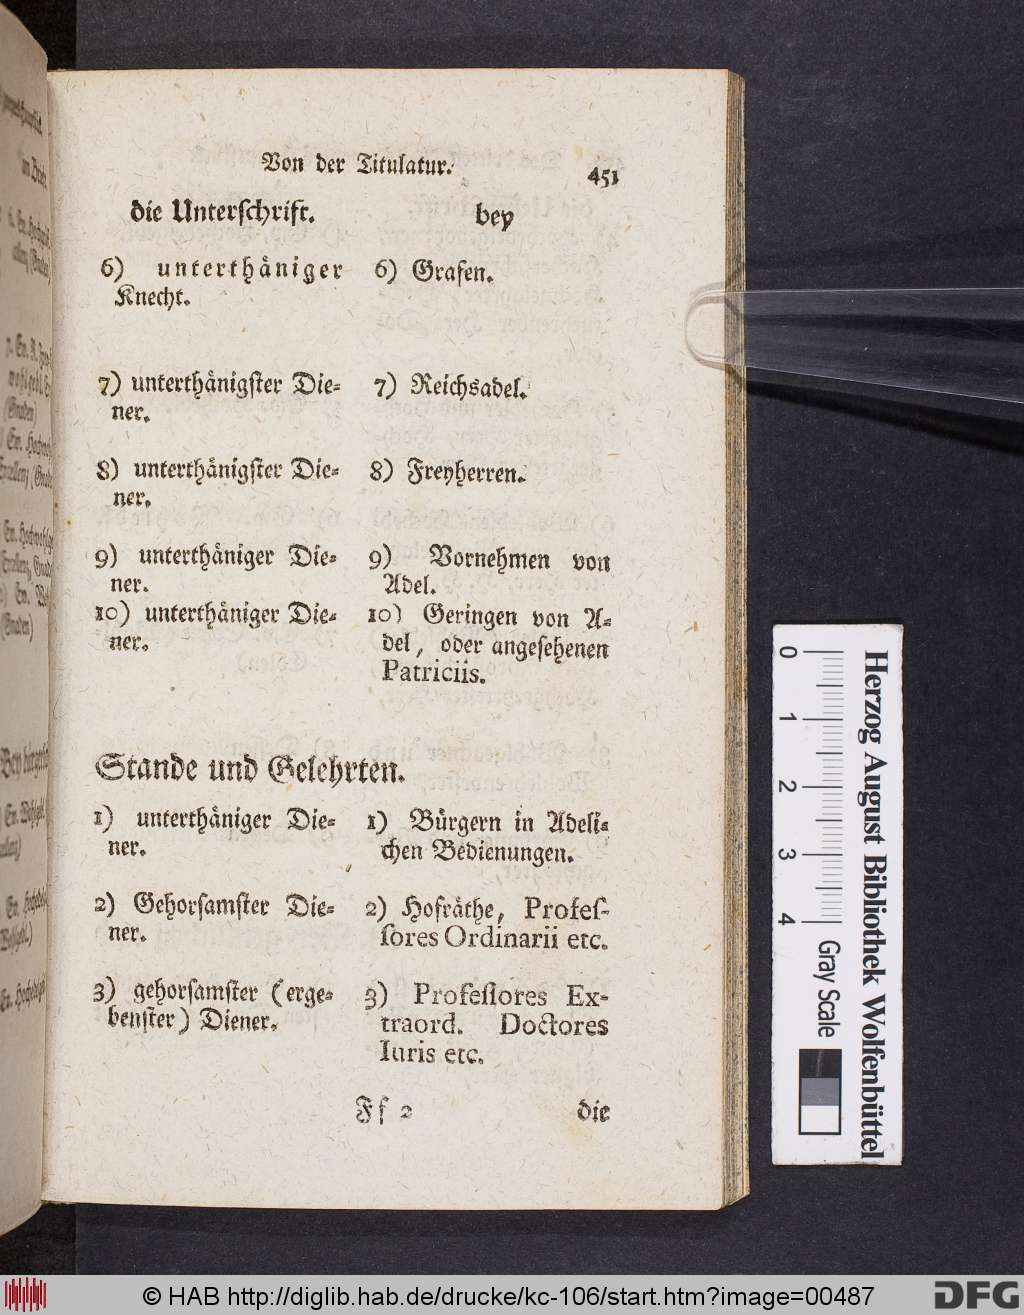 Von der Titulatur. 451
die Unterschrift. bey
6) unterthäniger 6) Grafen.
Knecht.
7) unterthänigster Die= 7) Reichsadel.
ner.
8) unterthänigster Die= 8) Freyherren.
ner.
9) unterthäniger Die= 9) Vornehmen von
ner. Adel.
10) unterthäniger Die= 10) Geringen von A=
ner. del, oder angesehenen
Patriciis.
Stande und Gelehrten.
1) unterthäniger Die= 1) Bürgern in Adeli=
ner. chen Bedienungen.
2) Gehorsamster Die= 2) Hofräthe, Profes-
ner. sores Ordinarii etc.
3) gehorsamster (erge= 3) Professores Ex-
benster) Diener. traord. Doctores
Iuris etc.
Ff 2 die
0 1 2 3 4
Gray Scale
Herzog August Bibliothek Wolfenbüttel
© HAB http://diglib.hab.de/drucke/kc-106/start.htm?image=00487
DFG